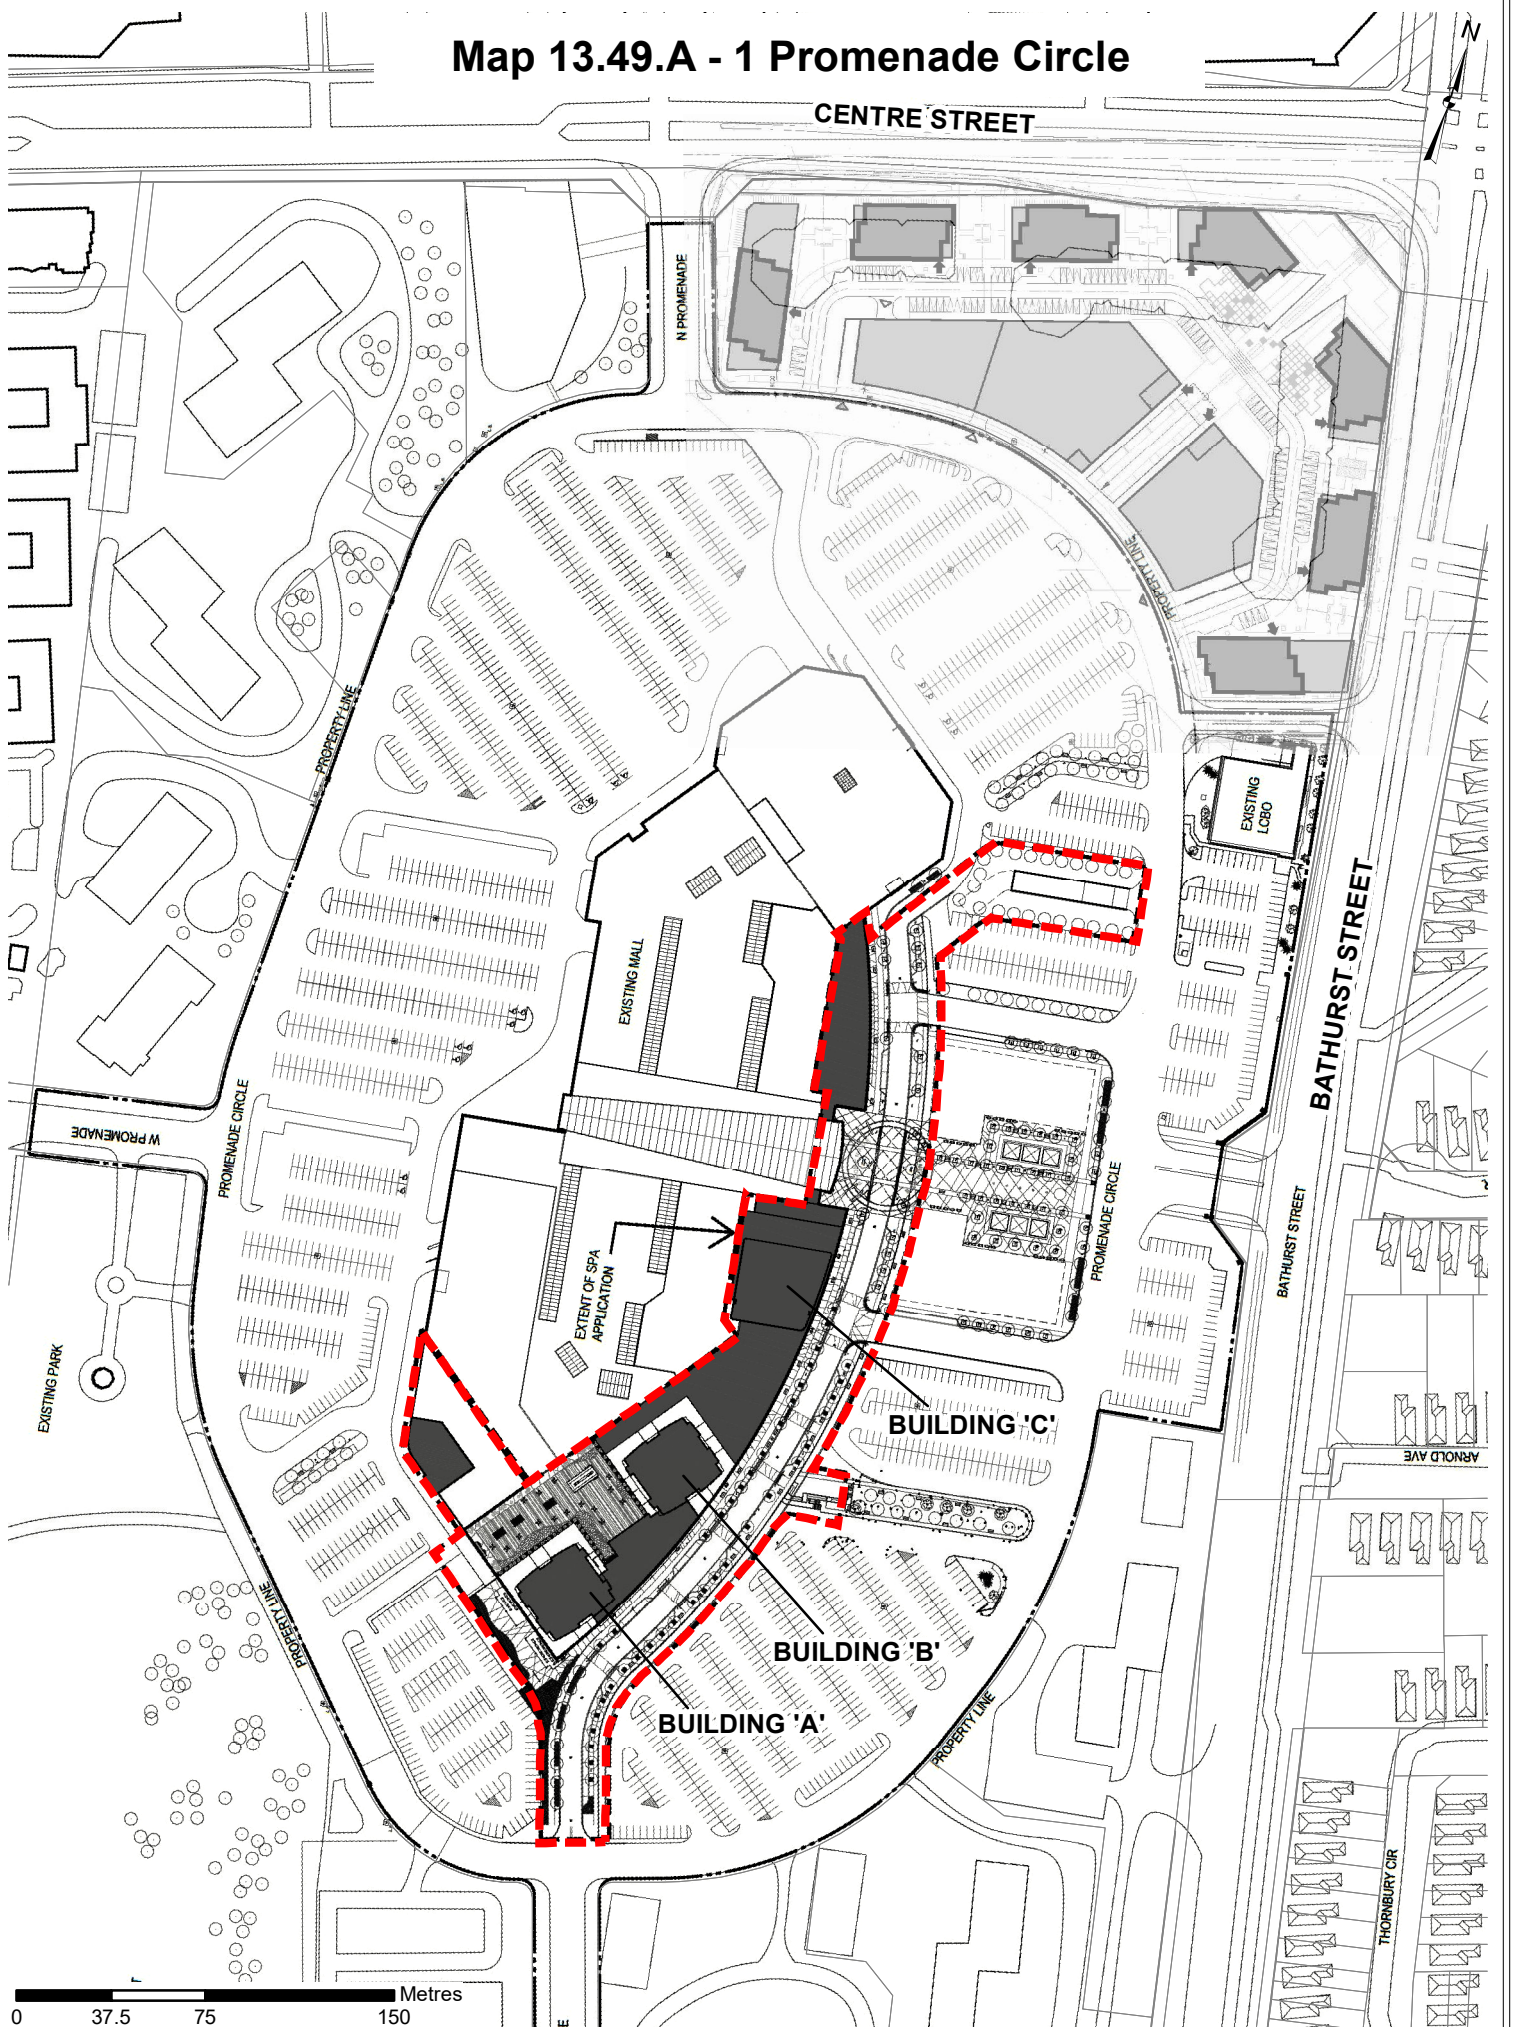 Map 13.49.A - 1 Promenade Circle
N
CENTRE STREET
N PROMENADE
PROPERTY LINE
PROPERTY LINE
EXISTING
LCBO
BATHURST STREET
EXISTING MALL
W PROMENADE
PROMENADE CIRCLE
PROMENADE CIRCLE
BATHURST STREET
EXTENT OF SPA
APPLICATION
EXISTING PARK
BUILDING 'C'
ARNOLD AVE
PROPERTY LINE
BUILDING 'B'
BUILDING 'A'
PROPERTY LINE
THORNBURY CIR
Metres
0 37.5 75 150